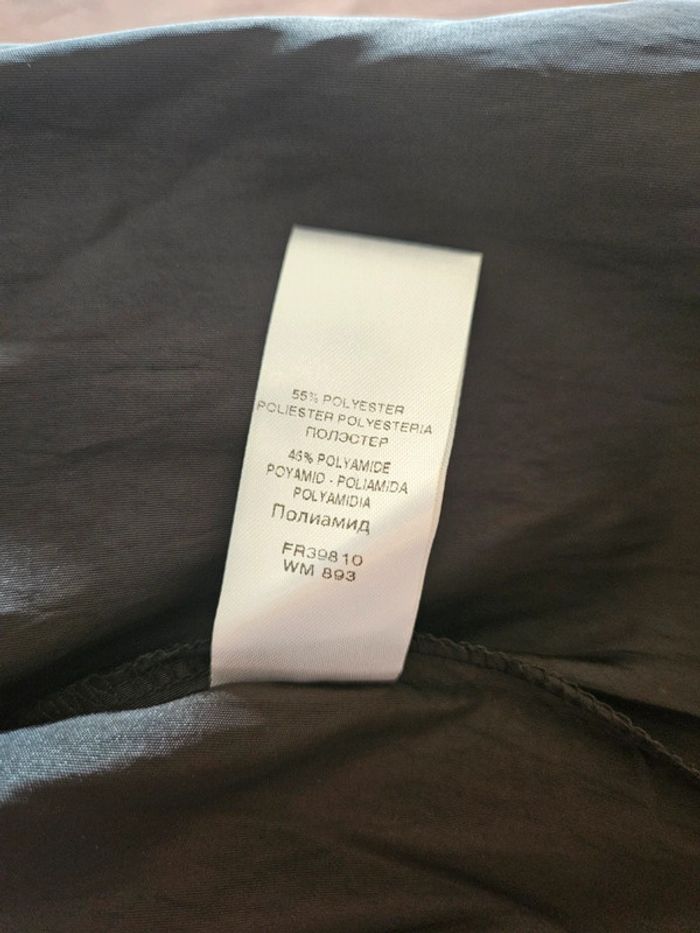 55% POLYESTER
POLIESTER POLYESTERIA
ПОЛЭСТЕР
45% POLYAMIDE
POYAMID - POLIAMIDA
POLYAMIDIA
Полиамид
FR39810
WM 893